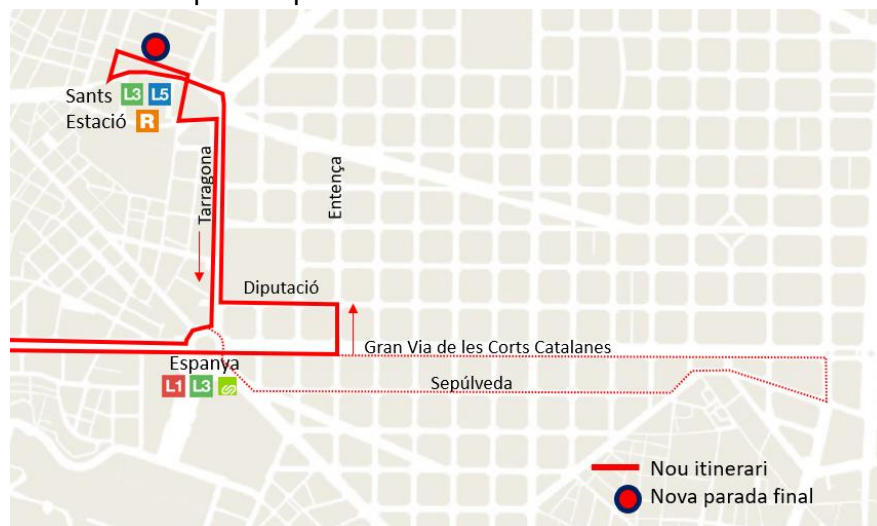 Sants L3 L5
Estació R
Tarragona
Entença
Diputació
Gran Via de les Corts Catalanes
Espanya
L1 L3
Sepúlveda
Nou itinerari
Nova parada final